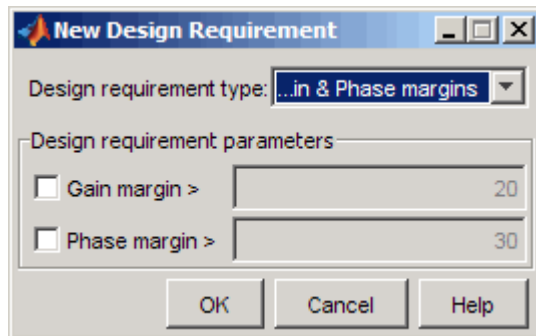 New Design Requirement
Design requirement type: ...in & Phase margins
Design requirement parameters
Gain margin > 20
Phase margin > 30
OK Cancel Help